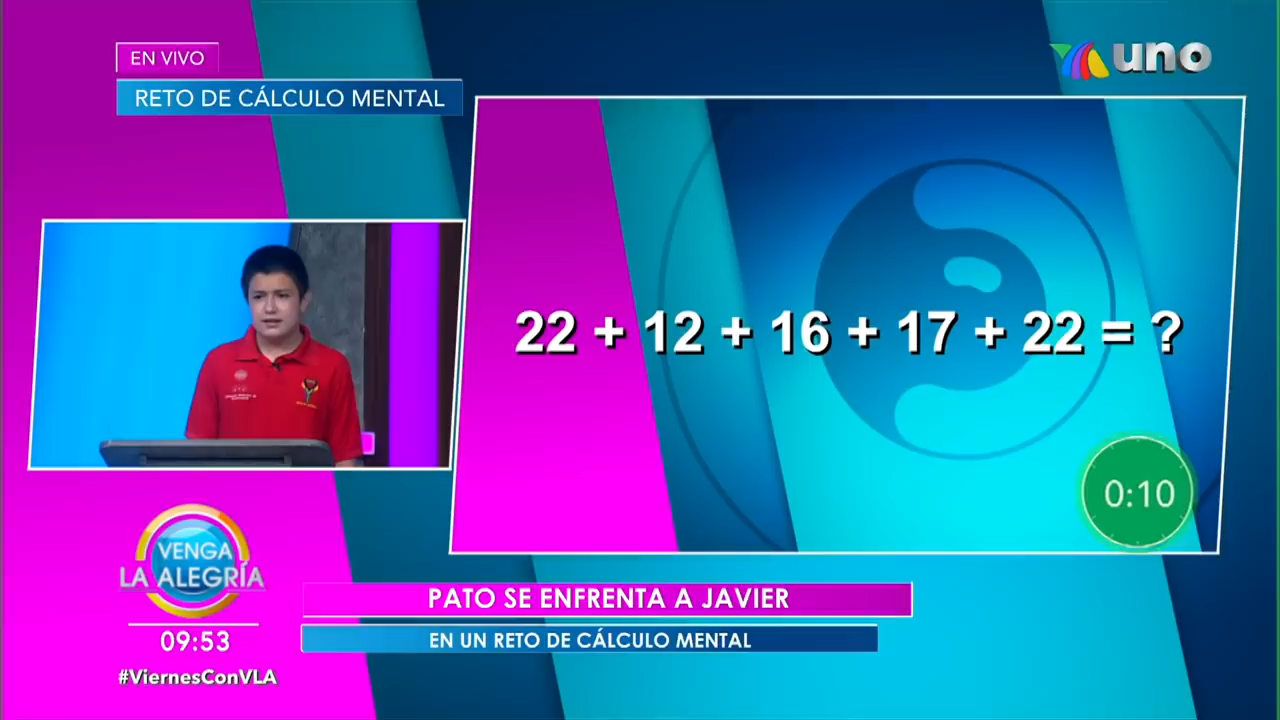 EN VIVO
RETO DE CÁLCULO MENTAL
uno
22 + 12 + 16 + 17 + 22 = ?
0:10
VENGA
LA ALEGRÍA
09:53
#ViernesConVLA
PATO SE ENFRENTA A JAVIER
EN UN RETO DE CÁLCULO MENTAL